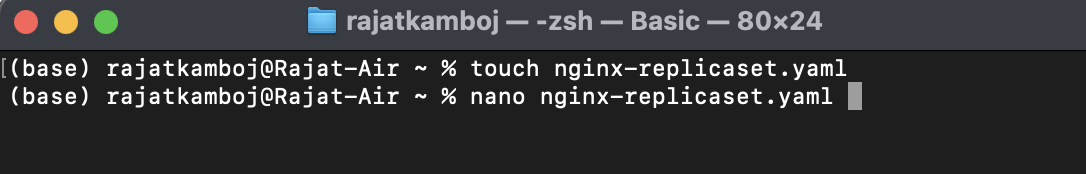 rajatkamboj — -zsh — Basic — 80×24
[(base) rajatkamboj@Rajat-Air ~ % touch nginx-replicaset.yaml
(base) rajatkamboj@Rajat-Air ~ % nano nginx-replicaset.yaml